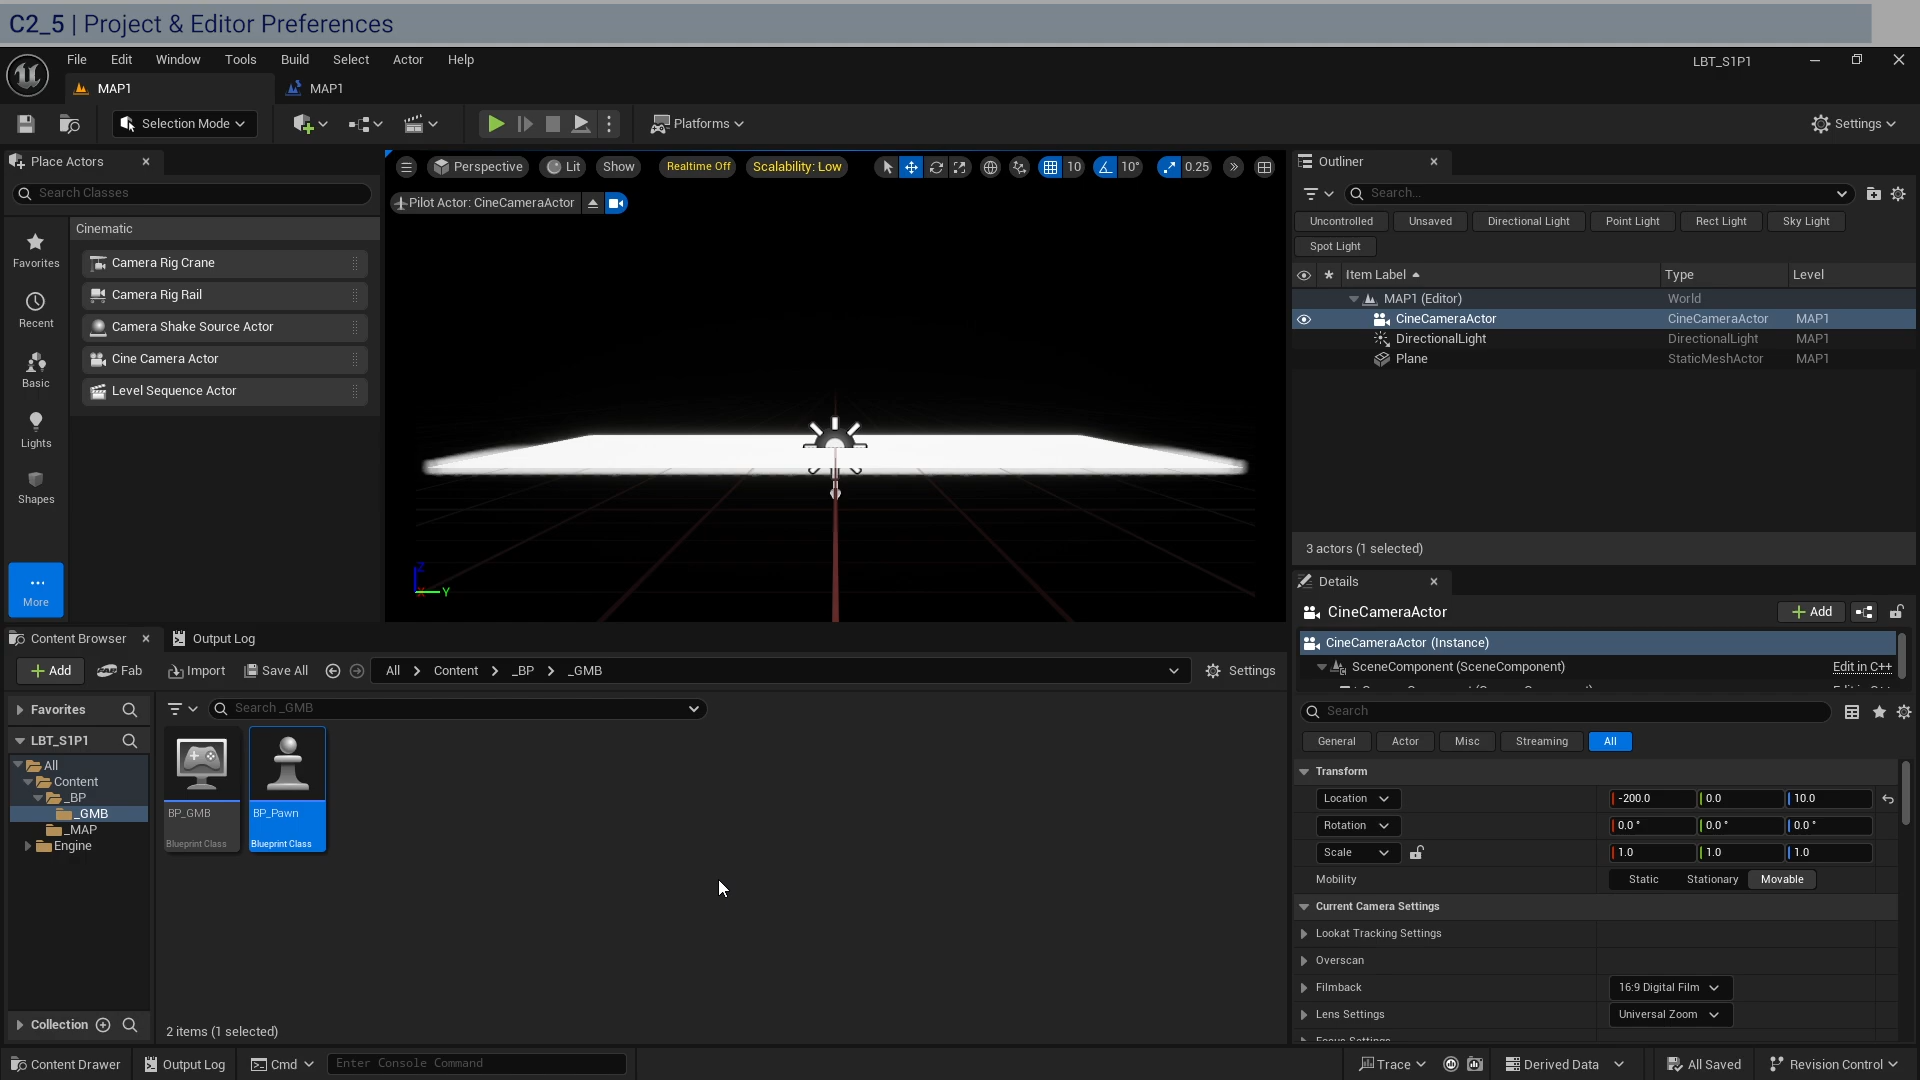 C2_5 | Project & Editor Preferences
File Edit Window Tools Build Select Actor Help
LBT_S1P1
MAP1
MAP1
Selection Mode
Platforms
Settings
Place Actors
Search Classes
Cinematic
Favorites
Camera Rig Crane
Camera Rig Rail
Recent
Camera Shake Source Actor
Cine Camera Actor
Basic
Level Sequence Actor
Lights
Shapes
More
Perspective Lit Show Realtime Off Scalability: Low 10 10° 0.25
Pilot Actor: CineCameraActor
Z
X
Y
Outliner
Search...
Uncontrolled Unsaved Directional Light Point Light Rect Light Sky Light
Spot Light
Item Label Type Level
MAP1 (Editor) World
CineCameraActor CineCameraActor MAP1
DirectionalLight DirectionalLight MAP1
Plane StaticMeshActor MAP1
3 actors (1 selected)
Details
CineCameraActor
Add
CineCameraActor (Instance)
SceneComponent (SceneComponent) Edit in C++
Search
General Actor Misc Streaming All
Transform
Location -200.0 0.0 10.0
Rotation 0.0° 0.0° 0.0°
Scale 1.0 1.0 1.0
Mobility Static Stationary Movable
Current Camera Settings
Lookat Tracking Settings
Overscan
Filmback 16:9 Digital Film
Lens Settings Universal Zoom
Content Browser
Output Log
Add Fab Import Save All All Content _BP _GMB Settings
Favorites
Search _GMB
LBT_S1P1
All
Content
_BP
_GMB
_MAP
Engine
BP_GMB
Blueprint Class
BP_Pawn
Blueprint Class
Collection
2 items (1 selected)
Content Drawer Output Log Cmd Enter Console Command Trace Derived Data All Saved Revision Control